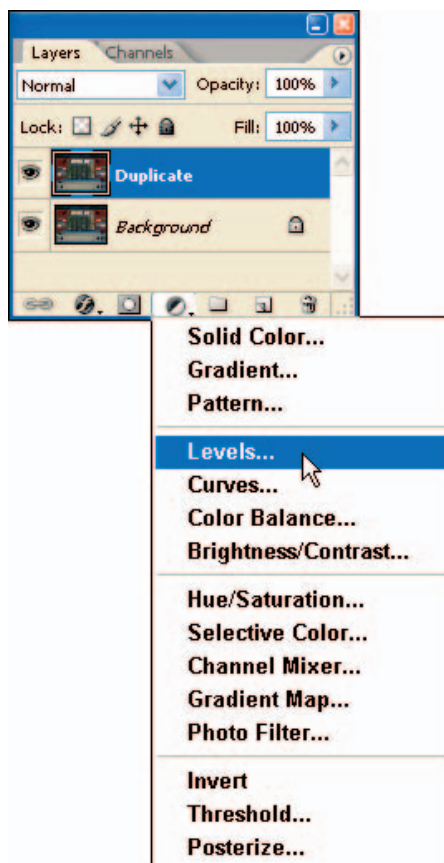 Layers Channels
Normal Opacity: 100%
Lock: Fill: 100%
Duplicate
Background
Solid Color...
Gradient...
Pattern...
Levels...
Curves...
Color Balance...
Brightness/Contrast...
Hue/Saturation...
Selective Color...
Channel Mixer...
Gradient Map...
Photo Filter...
Invert
Threshold...
Posterize...